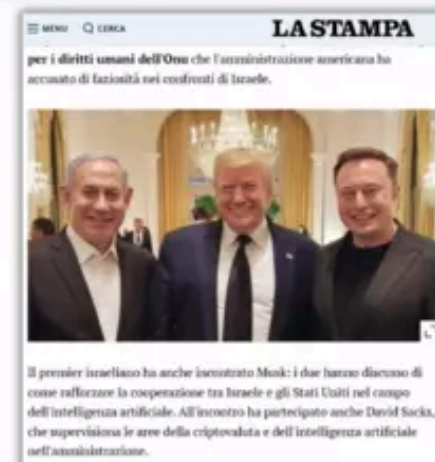 MENU CERCA LA STAMPA
per i diritti umani dell'Onu che l'amministrazione americana ha
accusato di faziosità nei confronti di Israele.
Il premier israeliano ha anche incontrato Musk: i due hanno discusso di
come rafforzare la cooperazione tra Israele e gli Stati Uniti nel campo
dell'intelligenza artificiale. All'incontro ha partecipato anche David Sacks,
che supervisiona le aree della criptovaluta e dell'intelligenza artificiale
nell'amministrazione.